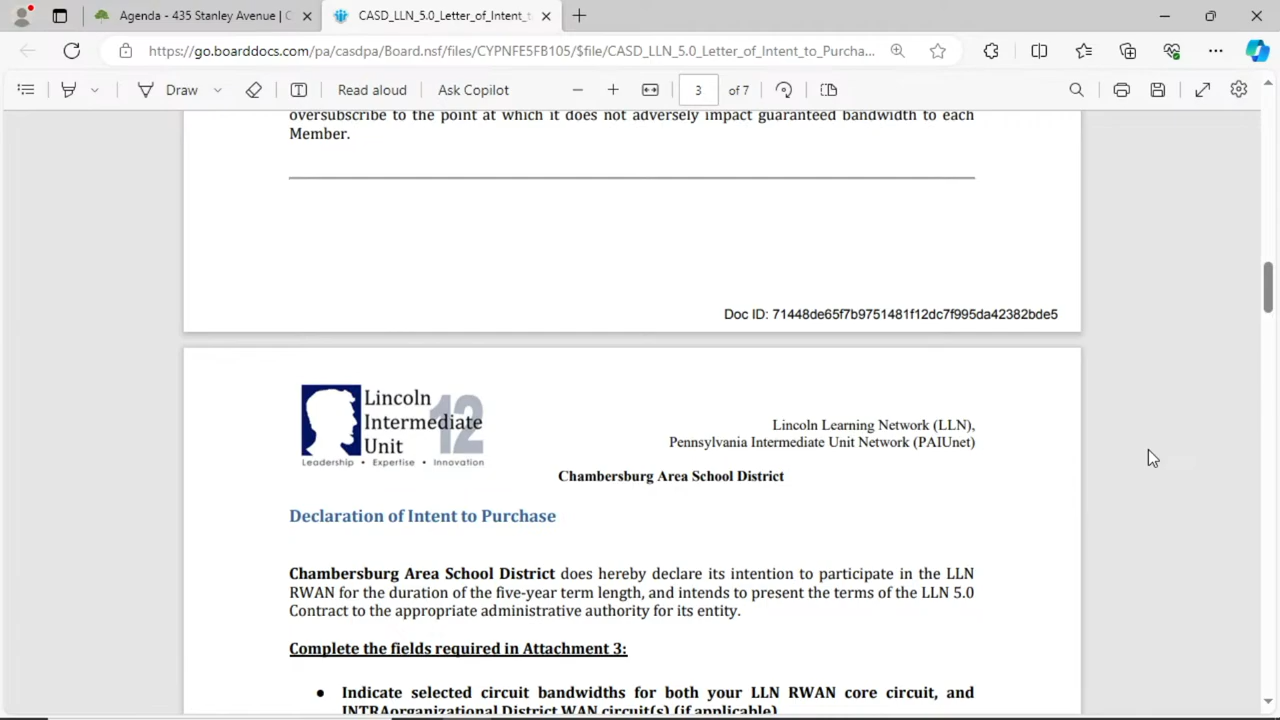 Agenda - 435 Stanley Avenue | C
CASD_LLN_5.0_Letter_of_Intent_t
https://go.boarddocs.com/pa/casdpa/Board.nsf/files/CYPNFE5FB105/$file/CASD_LLN_5.0_Letter_of_Intent_to_Purcha...
Draw
Read aloud
Ask Copilot
3 of 7
oversubscribe to the point at which it does not adversely impact guaranteed bandwidth to each
Member.
Doc ID: 71448de65f7b9751481f12dc7f995da42382bde5
Lincoln
Intermediate
Unit
12
Leadership • Expertise • Innovation
Lincoln Learning Network (LLN),
Pennsylvania Intermediate Unit Network (PAIUnet)
Chambersburg Area School District
Declaration of Intent to Purchase
Chambersburg Area School District does hereby declare its intention to participate in the LLN
RWAN for the duration of the five-year term length, and intends to present the terms of the LLN 5.0
Contract to the appropriate administrative authority for its entity.
Complete the fields required in Attachment 3:
● Indicate selected circuit bandwidths for both your LLN RWAN core circuit, and
INTRAorganizational District WAN circuit(s) (if applicable)